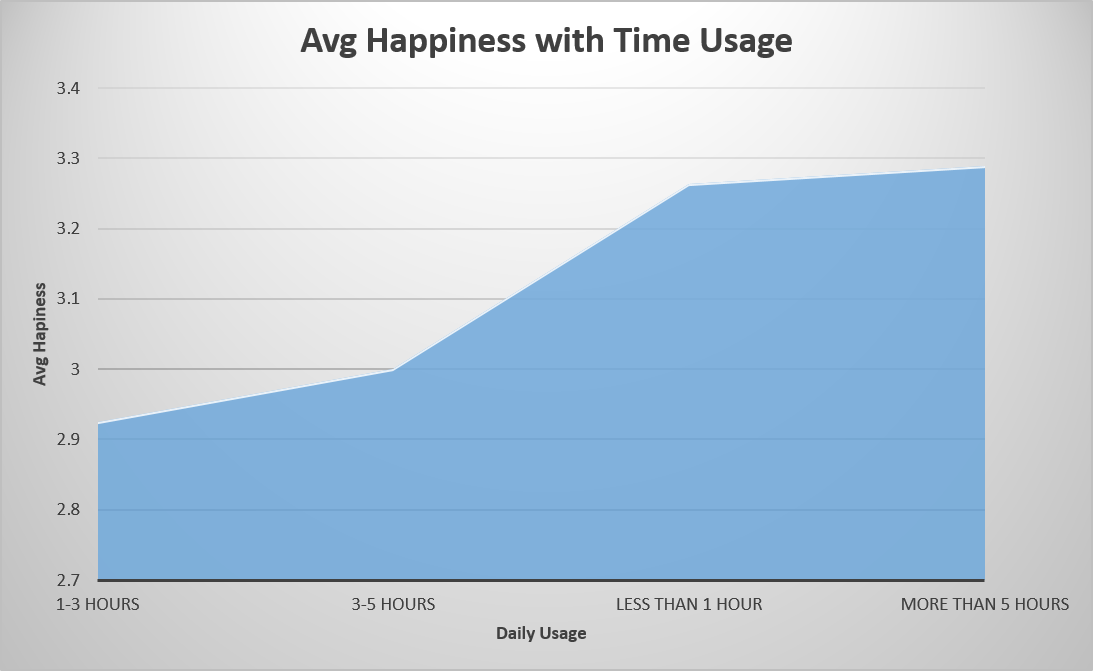 Avg Happiness with Time Usage
3.4
3.3
3.2
3.1
3
2.9
2.8
2.7
Avg Hapiness
1-3 HOURS
3-5 HOURS
LESS THAN 1 HOUR
MORE THAN 5 HOURS
Daily Usage